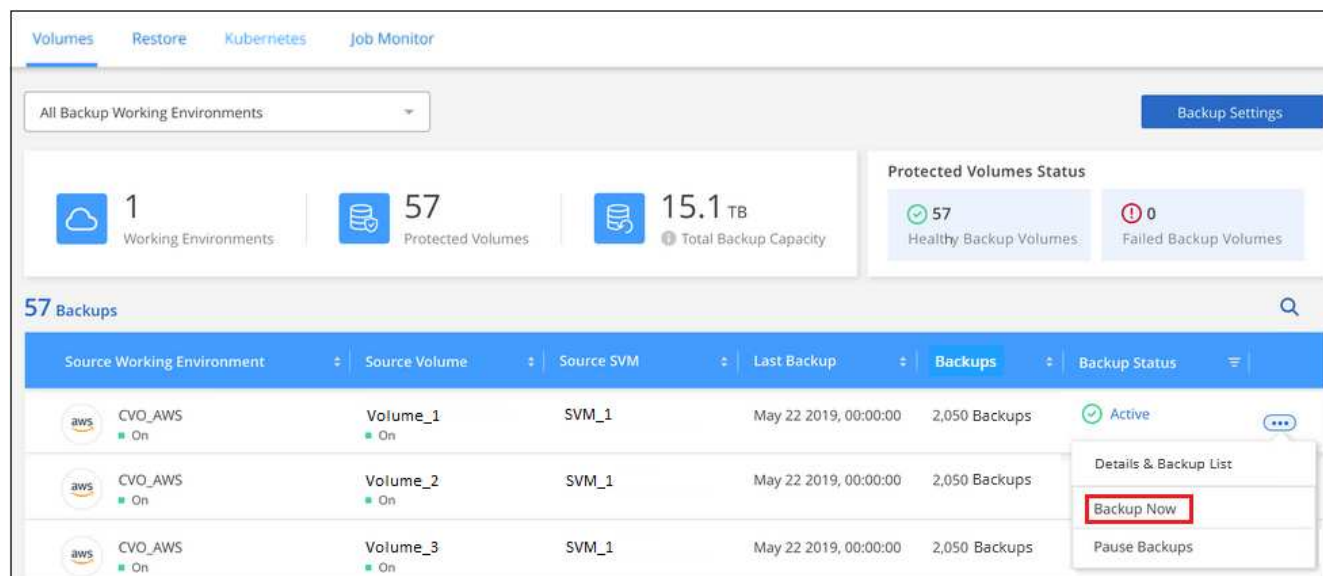 Volumes Restore Kubernetes Job Monitor
All Backup Working Environments
Backup Settings
1
Working Environments
57
Protected Volumes
15.1 TB
Total Backup Capacity
Protected Volumes Status
57
Healthy Backup Volumes
0
Failed Backup Volumes
57 Backups
Source Working Environment Source Volume Source SVM Last Backup Backups Backup Status
aws CVO_AWS Volume_1 SVM_1 May 22 2019, 00:00:00 2,050 Backups Active
On On
Details & Backup List
aws CVO_AWS Volume_2 SVM_1 May 22 2019, 00:00:00 2,050 Backups
On On
Backup Now
aws CVO_AWS Volume_3 SVM_1 May 22 2019, 00:00:00 2,050 Backups
On On
Pause Backups